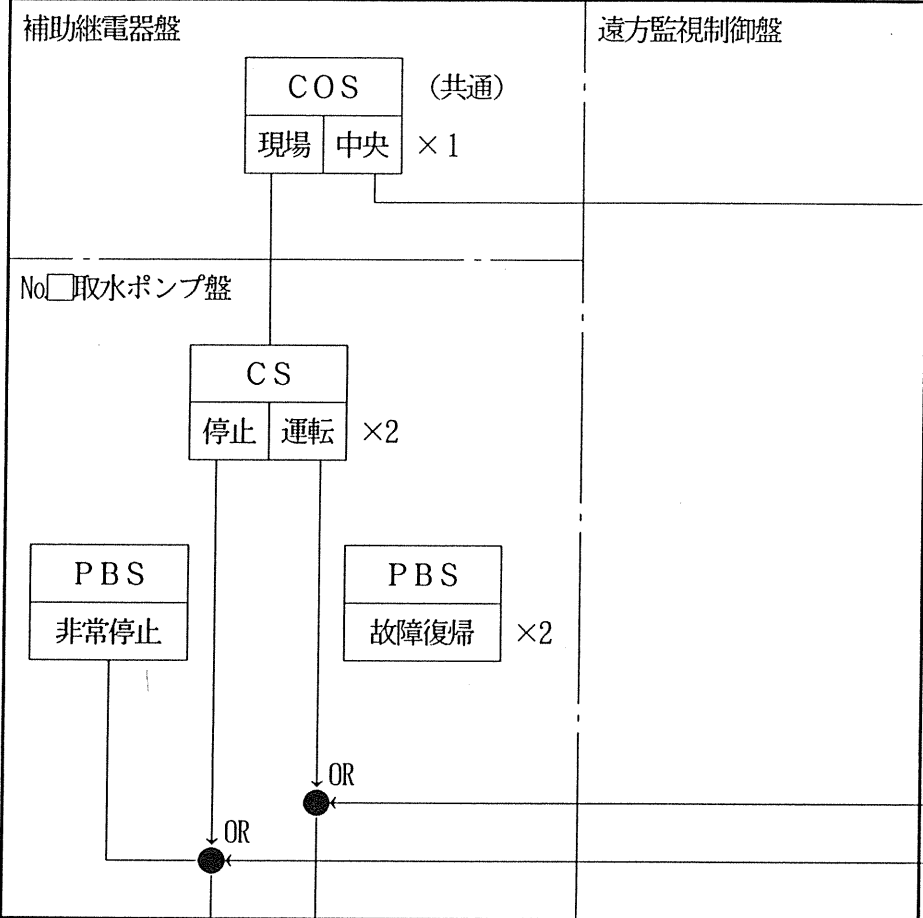 補助継電器盤
遠方監視制御盤
COS
(共通)
現場 中央 ×1
No.□取水ポンプ盤
CS
停止 運転 ×2
PBS
非常停止
PBS
故障復帰 ×2
OR
OR